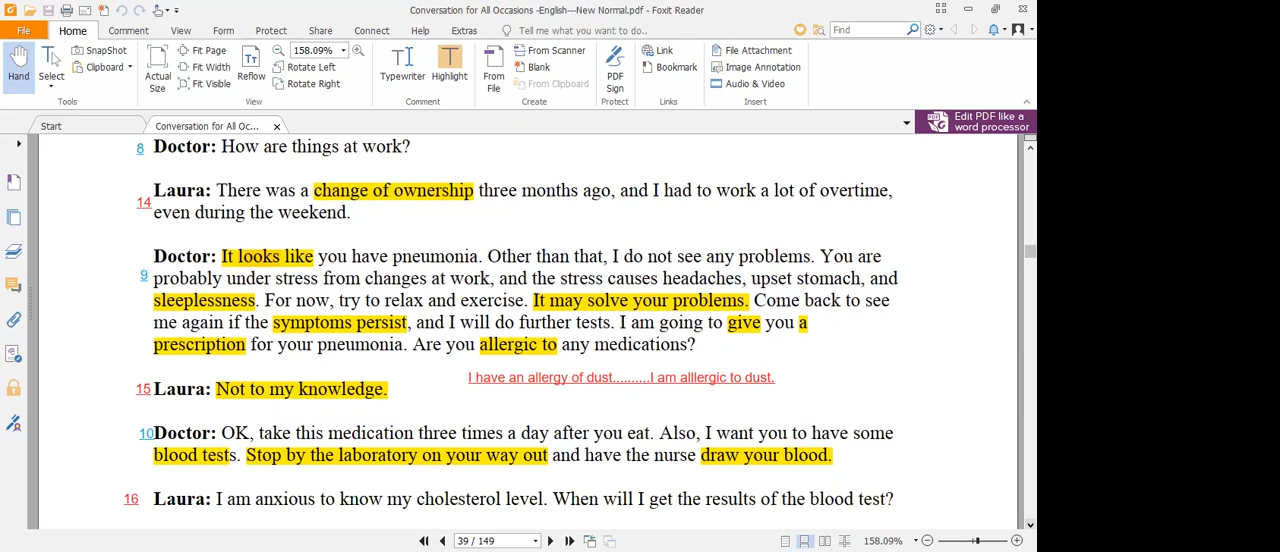 Conversation for All Occasions -English---New Normal.pdf - Foxit Reader
File Home Comment View Form Protect Share Connect Help Extras Tell me what you want to do.. Find
Hand
Select
SnapShot
Clipboard
Actual Size
Fit Page
Fit Width
Fit Visible
Reflow
158.09%
Rotate Left
Rotate Right
Typewriter
Highlight
From File
From Scanner
Blank
From Clipboard
PDF Sign
Link
Bookmark
File Attachment
Image Annotation
Audio & Video
Tools View Comment Create Protect Links Insert
Start Conversation for All Oc... Edit PDF like a
word processor
8 Doctor: How are things at work?
14 Laura: There was a change of ownership three months ago, and I had to work a lot of overtime,
even during the weekend.
Doctor: It looks like you have pneumonia. Other than that, I do not see any problems. You are
9 probably under stress from changes at work, and the stress causes headaches, upset stomach, and
sleeplessness. For now, try to relax and exercise. It may solve your problems. Come back to see
me again if the symptoms persist, and I will do further tests. I am going to give you a
prescription for your pneumonia. Are you allergic to any medications?
I have an allergy of dust..........I am alllergic to dust.
15 Laura: Not to my knowledge.
10 Doctor: OK, take this medication three times a day after you eat. Also, I want you to have some
blood tests. Stop by the laboratory on your way out and have the nurse draw your blood.
16 Laura: I am anxious to know my cholesterol level. When will I get the results of the blood test?
39 / 149 158.09%